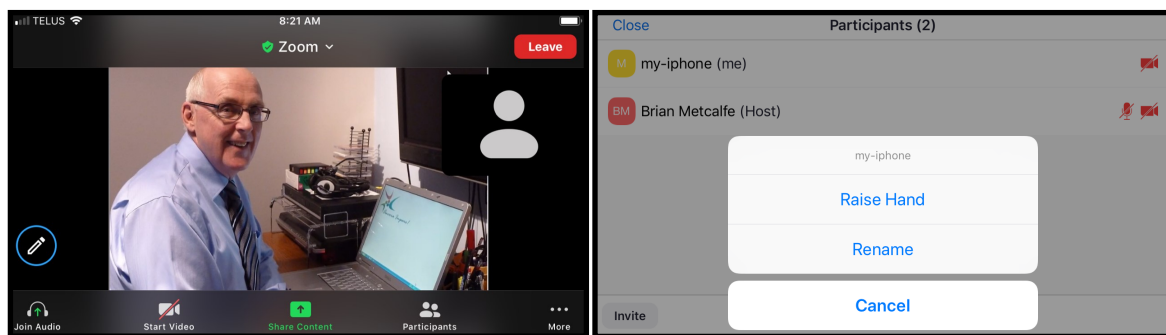 TELUS 8:21 AM
Zoom
Leave
Join Audio Start Video Share Content Participants More
Close Participants (2)
M my-iphone (me)
BM Brian Metcalfe (Host)
my-iphone
Raise Hand
Rename
Cancel
Invite